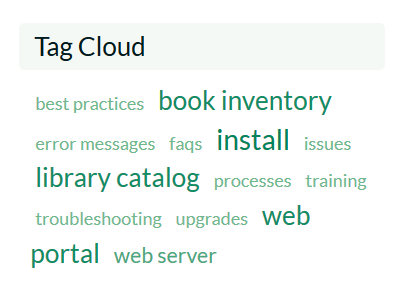 Tag Cloud
best practices book inventory
error messages faqs install issues
library catalog processes training
troubleshooting upgrades web
portal web server